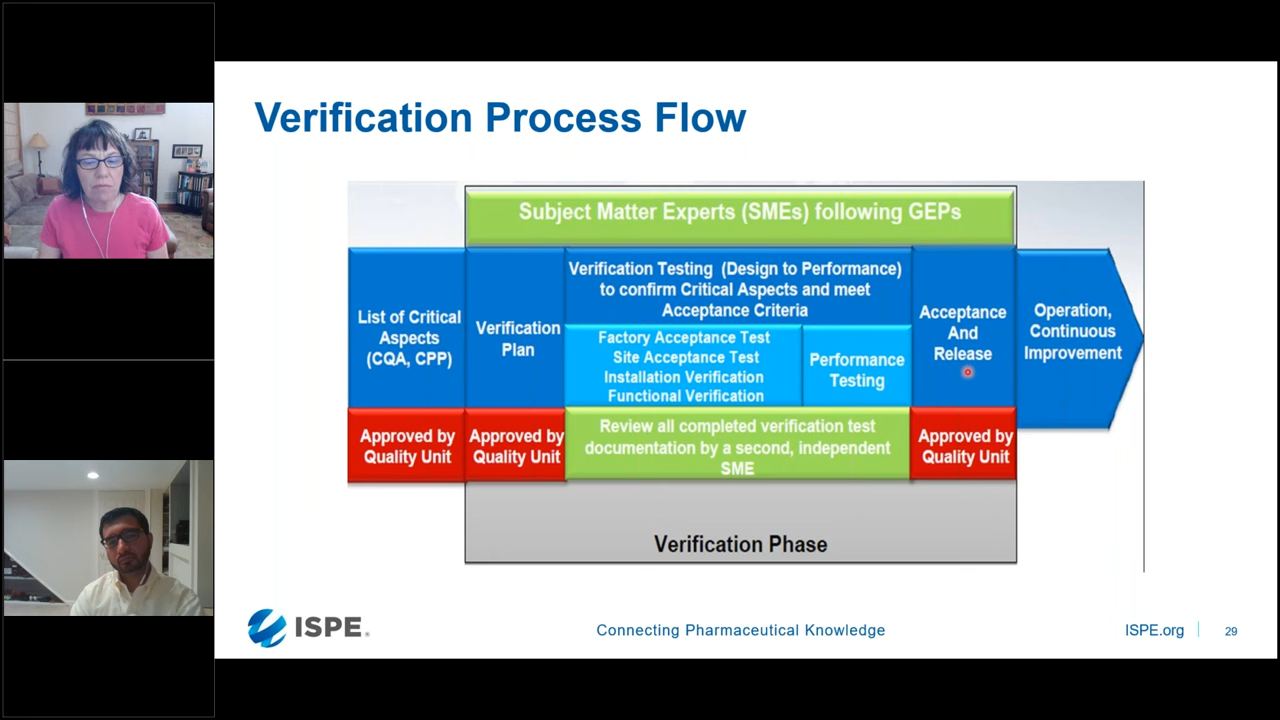 Verification Process Flow
Subject Matter Experts (SMEs) following GEPs
List of Critical
Aspects
(CQA, CPP)
Approved by
Quality Unit
Verification
Plan
Approved by
Quality Unit
Verification Testing (Design to Performance)
to confirm Critical Aspects and meet
Acceptance Criteria
Factory Acceptance Test
Site Acceptance Test
Installation Verification
Functional Verification
Performance
Testing
Review all completed verification test
documentation by a second, independent
SME
Acceptance
And
Release
Approved by
Quality Unit
Operation,
Continuous
Improvement
Verification Phase
ISPE®
Connecting Pharmaceutical Knowledge
ISPE.org
29